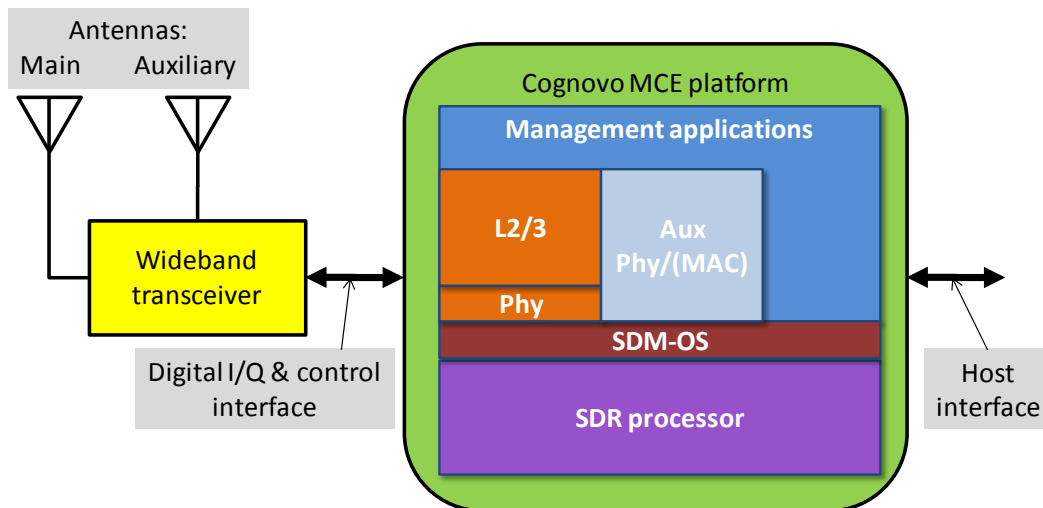 Antennas:
Main Auxiliary
Cognovo MCE platform
Management applications
L2/3
Aux
Phy/(MAC)
Wideband
transceiver
Phy
SDM-OS
Digital I/Q & control
interface
Host
interface
SDR processor